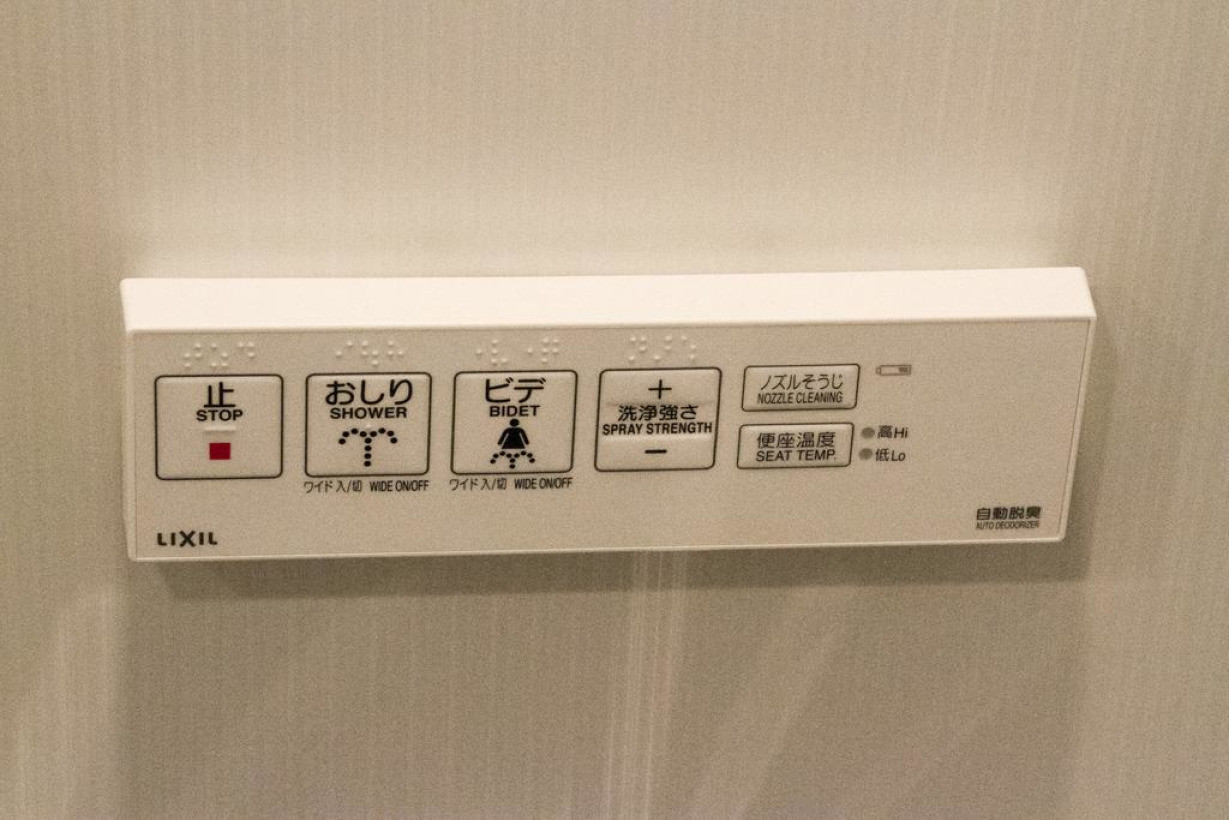 止
STOP
おしり
SHOWER
ワイド 入/切 WIDE ON/OFF
ビデ
BIDET
ワイド 入/切 WIDE ON/OFF
+
洗浄強さ
SPRAY STRENGTH
−
ノズルそうじ
NOZZLE CLEANING
便座温度
SEAT TEMP.
高Hi
低Lo
LIXIL
自動脱臭
AUTO DEODORIZER